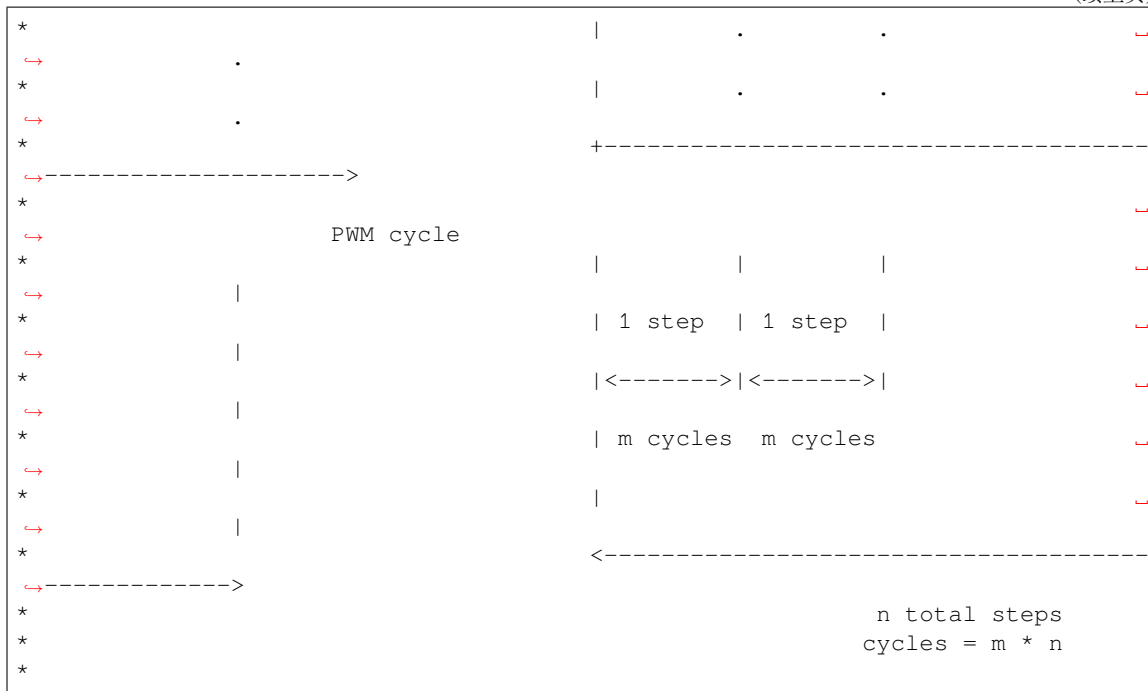 *                                       |         .         .                 ␣
↪             .
*                                       |         .         .                 ␣
↪             .
*                                       +--------------------------------------
↪--------------------->
*                                                                             ␣
↪                    PWM cycle
*                                       |         |         |                 ␣
↪             |
*                                       | 1 step  | 1 step  |                 ␣
↪             |
*                                       |<------->|<------->|                 ␣
↪             |
*                                       | m cycles  m cycles                  ␣
↪             |
*                                       |                                     ␣
↪             |
*                                       <--------------------------------------
↪------------->
*                                                           n total steps
*                                                          cycles = m * n
*